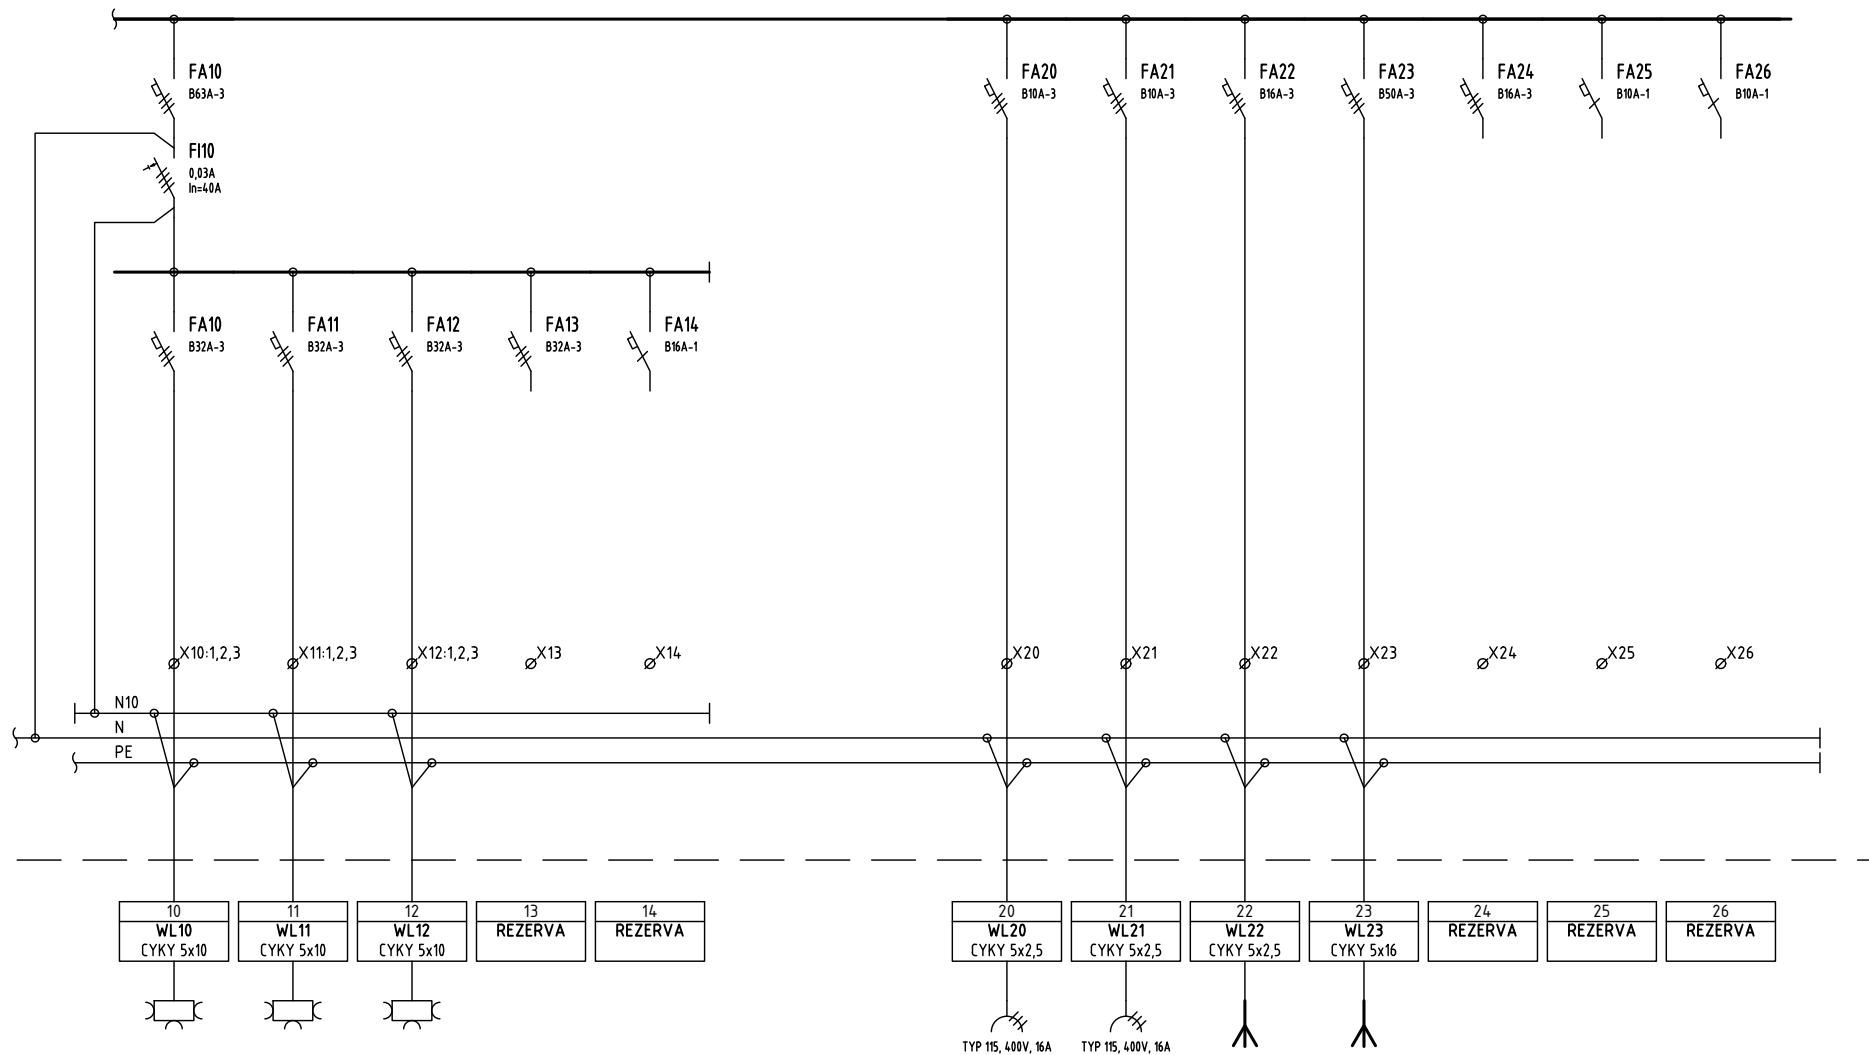 FA10
B63A-3
FA20
B10A-3
FA21
B10A-3
FA22
B16A-3
FA23
B50A-3
FA24
B16A-3
FA25
B10A-1
FA26
B10A-1
FI10
0,03A
In=40A
FA10
B32A-3
FA11
B32A-3
FA12
B32A-3
FA13
B32A-3
FA14
B16A-1
X10:1,2,3
X11:1,2,3
X12:1,2,3
X13
X14
X20
X21
X22
X23
X24
X25
X26
N10
N
PE
10
WL10
CYKY 5x10
11
WL11
CYKY 5x10
12
WL12
CYKY 5x10
13
REZERVA
14
REZERVA
20
WL20
CYKY 5x2,5
21
WL21
CYKY 5x2,5
22
WL22
CYKY 5x2,5
23
WL23
CYKY 5x16
24
REZERVA
25
REZERVA
26
REZERVA
TYP 115, 400V, 16A
TYP 115, 400V, 16A